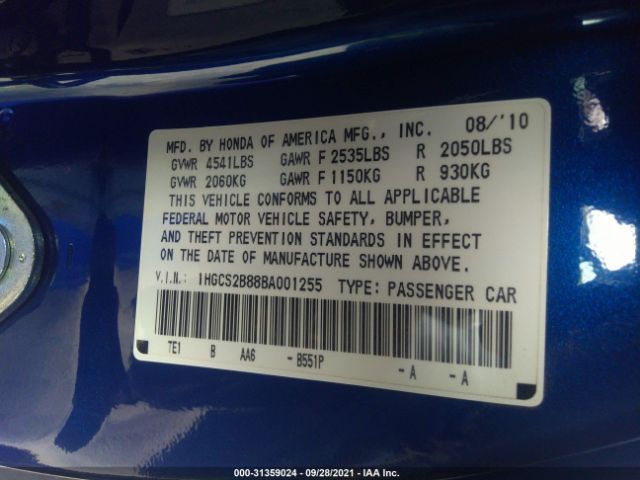 MFD. BY HONDA OF AMERICA MFG., INC. 08/'10
GVWR 4541LBS GAWR F 2535LBS R 2050LBS
GVWR 2060KG GAWR F 1150KG R 930KG
THIS VEHICLE CONFORMS TO ALL APPLICABLE
FEDERAL MOTOR VEHICLE SAFETY, BUMPER,
AND THEFT PREVENTION STANDARDS IN EFFECT
ON THE DATE OF MANUFACTURE SHOWN ABOVE.
V.I.N.: 1HGCS2B88BA001255 TYPE: PASSENGER CAR
7E1 B AA6 -B551P -A -A
000-31359024 - 09/28/2021 - IAA Inc.